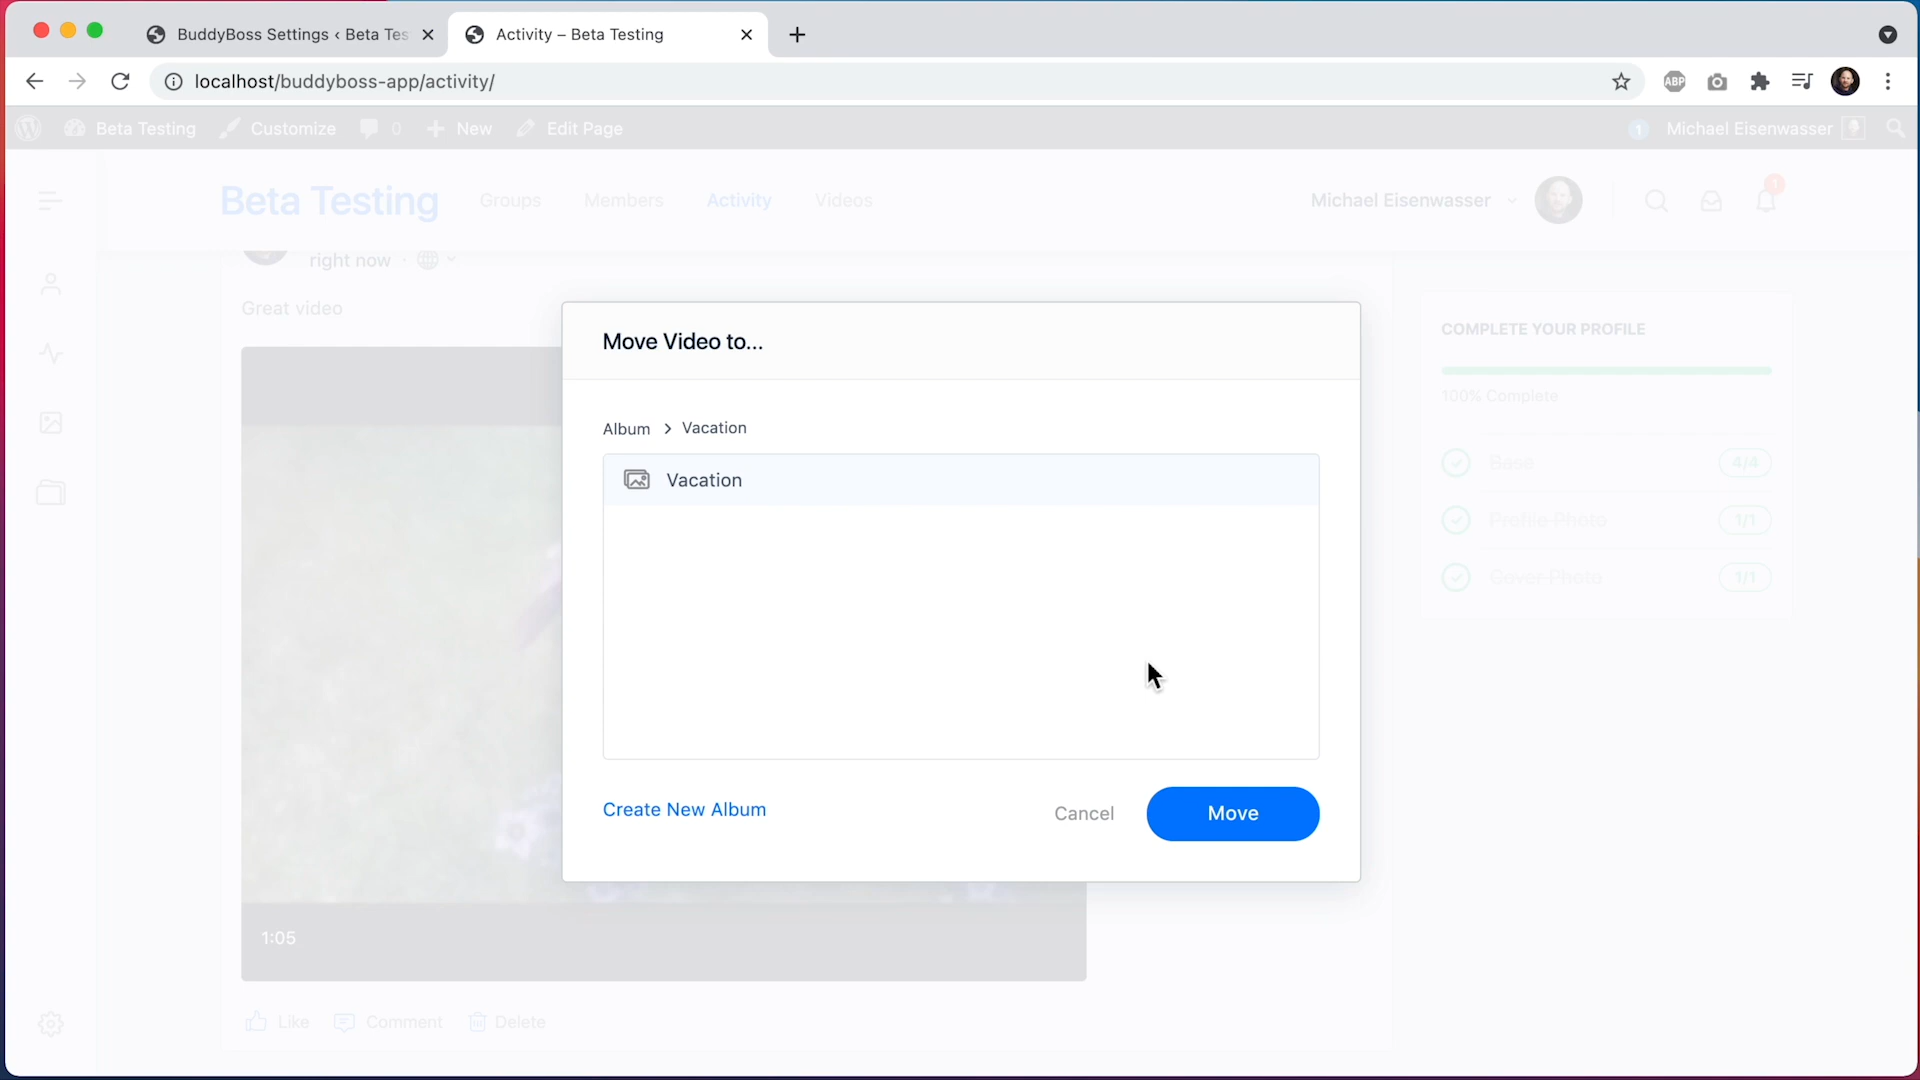 BuddyBoss Settings ‹ Beta Tes
Activity – Beta Testing
localhost/buddyboss-app/activity/
ABP
Beta Testing
Customize
0
New
Edit Page
1
Michael Eisenwasser
Beta Testing
Groups
Members
Activity
Videos
Michael Eisenwasser
1
right now ·
Great video
Move Video to...
Album > Vacation
Vacation
Create New Album
Cancel
Move
COMPLETE YOUR PROFILE
100% Complete
Base
4/4
Profile Photo
1/1
Cover Photo
1/1
1:05
Like
Comment
Delete